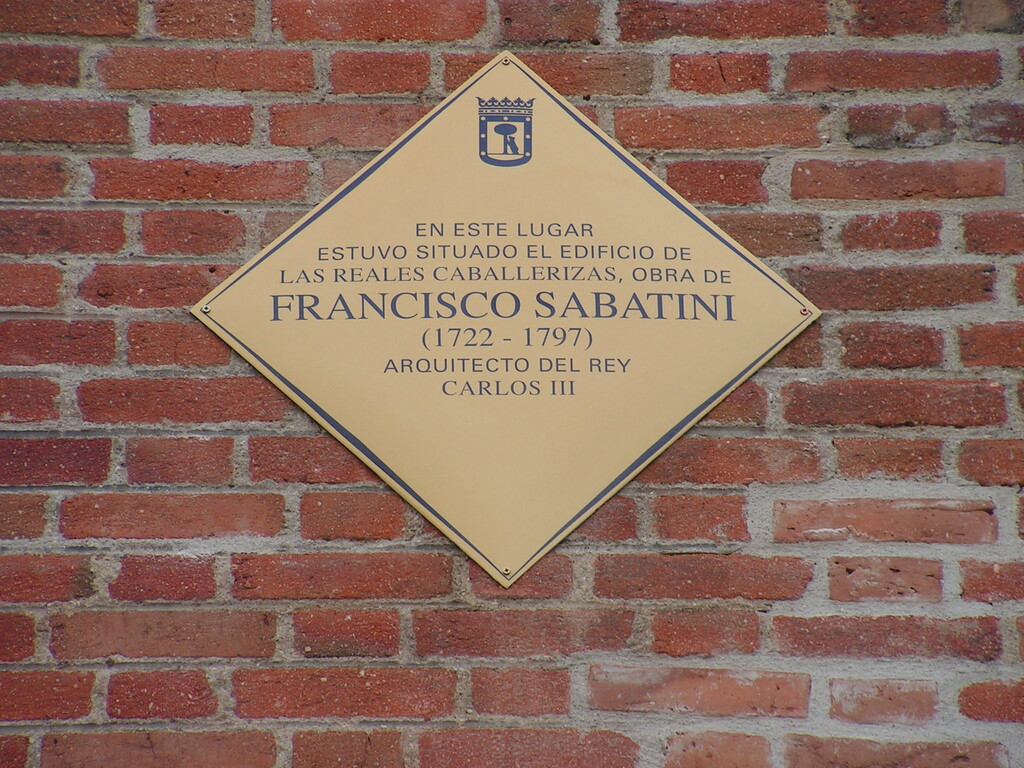 EN ESTE LUGAR
ESTUVO SITUADO EL EDIFICIO DE
LAS REALES CABALLERIZAS, OBRA DE
FRANCISCO SABATINI
(1722 - 1797)
ARQUITECTO DEL REY
CARLOS III